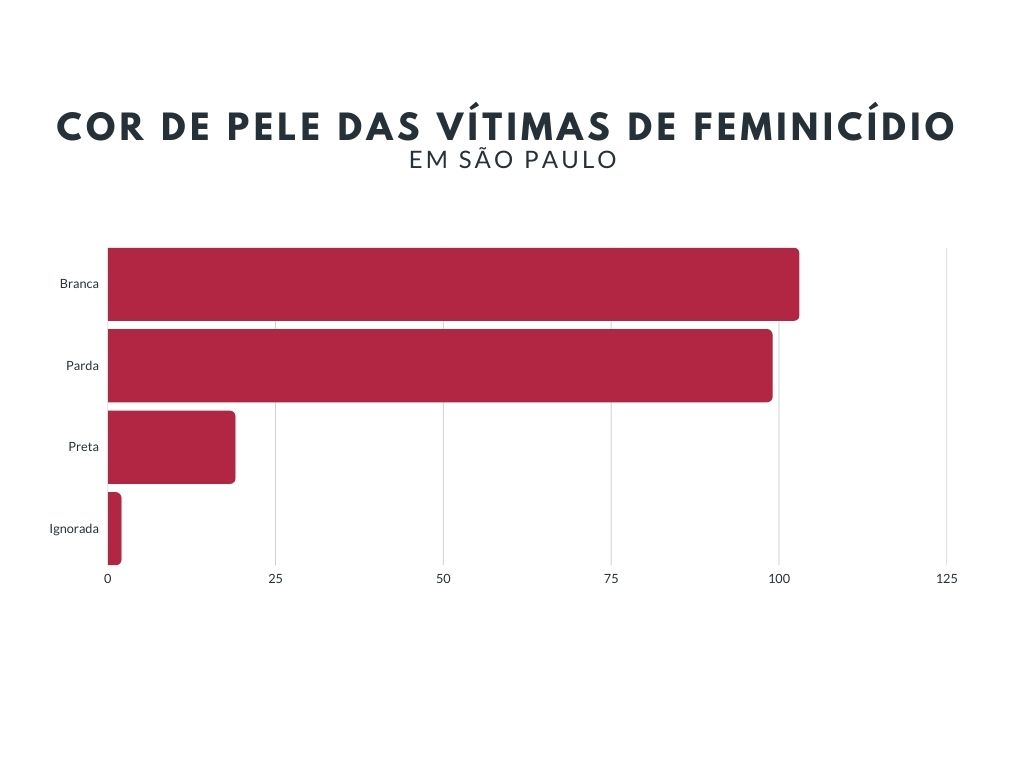 COR DE PELE DAS VÍTIMAS DE FEMINICÍDIO
EM SÃO PAULO
Branca
Parda
Preta
Ignorada
0 25 50 75 100 125